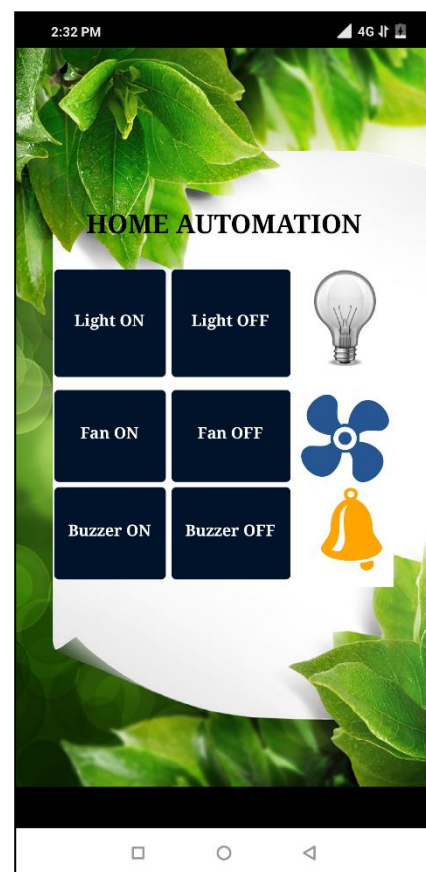 2:32 PM 4G
HOME AUTOMATION
Light ON Light OFF
Fan ON Fan OFF
Buzzer ON Buzzer OFF